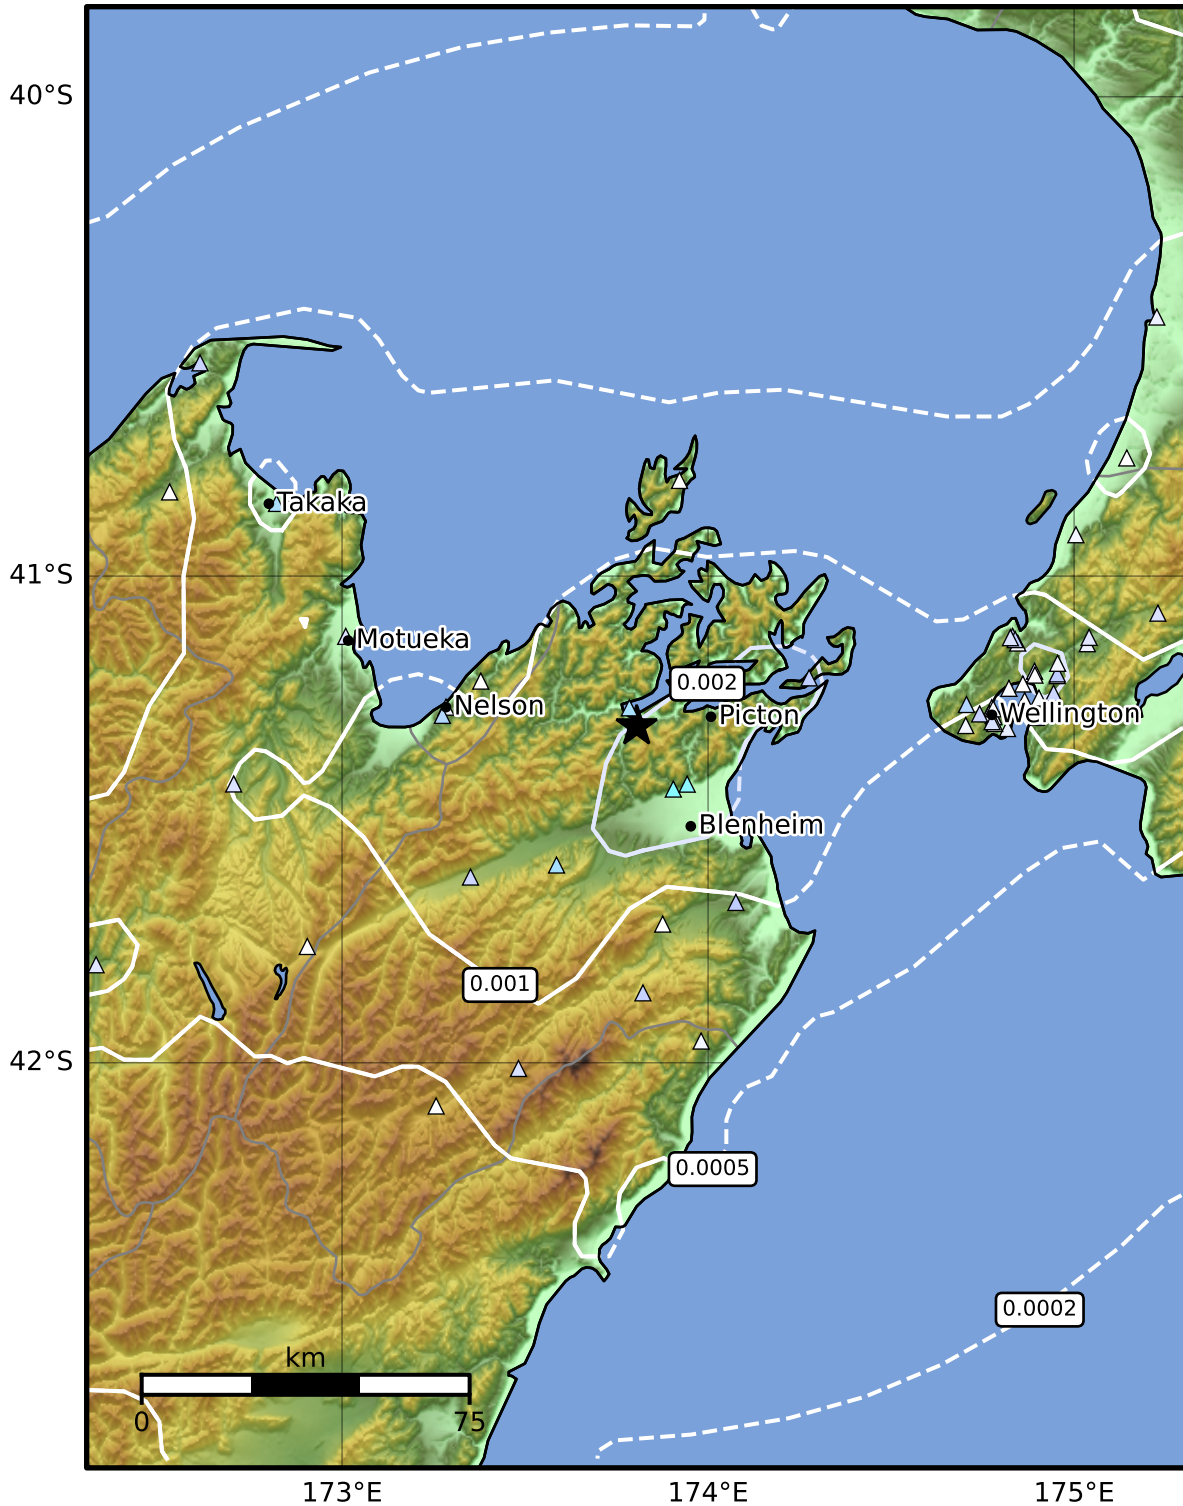 40°S
Takaka
41°S
Motueka
0.002
Nelson
Picton
Wellington
Blenheim
0.001
42°S
0.0005
0.0002
km
0
75
173°E
174°E
175°E